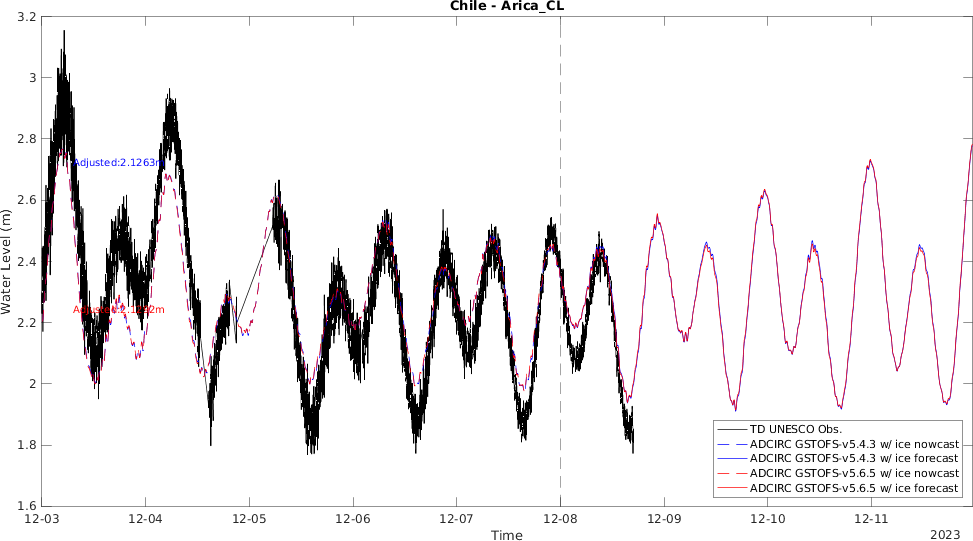 Chile - Arica_CL
3.2
3
2.8
2.6
2.4
2.2
2
1.8
1.6
Water Level (m)
Adjusted:2.1263m
12-03
12-04
12-05
12-06
12-07
12-08
12-09
12-10
12-11
Time
2023
TD UNESCO Obs.
ADCIRC GSTOFS-v5.4.3 w/ ice nowcast
ADCIRC GSTOFS-v5.4.3 w/ ice forecast
ADCIRC GSTOFS-v5.6.5 w/ ice nowcast
ADCIRC GSTOFS-v5.6.5 w/ ice forecast